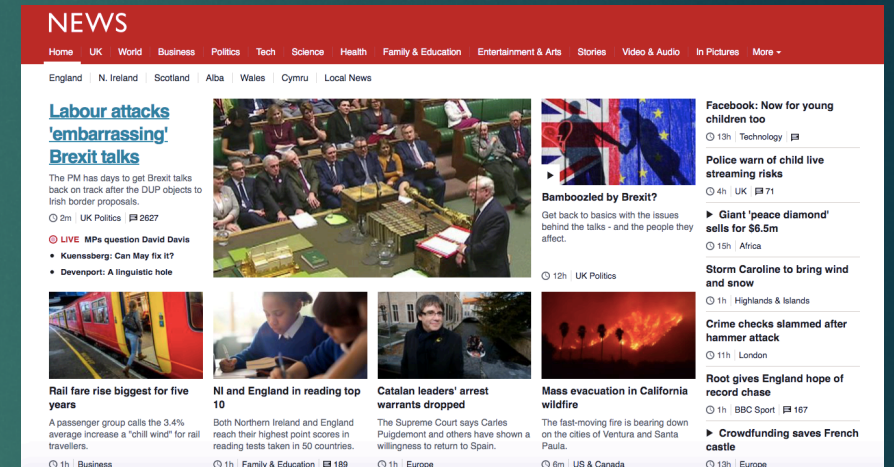 NEWS
Home UK World Business Politics Tech Science Health Family & Education Entertainment & Arts Stories Video & Audio In Pictures More
England N. Ireland Scotland Alba Wales Cymru Local News
Labour attacks
'embarrassing'
Brexit talks
The PM has days to get Brexit talks
back on track after the DUP objects to
Irish border proposals.
2m UK Politics 2627
LIVE MPs question David Davis
Kuenssberg: Can May fix it?
Devenport: A linguistic hole
Bamboozled by Brexit?
Get back to basics with the issues
behind the talks - and the people they
affect.
12h UK Politics
Facebook: Now for young
children too
13h Technology
Police warn of child live
streaming risks
4h UK 71
Giant 'peace diamond'
sells for $6.5m
15h Africa
Storm Caroline to bring wind
and snow
1h Highlands & Islands
Crime checks slammed after
hammer attack
11h London
Root gives England hope of
record chase
1h BBC Sport 167
Crowdfunding saves French
castle
13h Europe
Rail fare rise biggest for five
years
A passenger group calls the 3.4%
average increase a "chill wind" for rail
travellers.
1h Business
NI and England in reading top
10
Both Northern Ireland and England
reach their highest point scores in
reading tests taken in 50 countries.
1h Family & Education 189
Catalan leaders' arrest
warrants dropped
The Supreme Court says Carles
Puigdemont and others have shown a
willingness to return to Spain.
1h Europe
Mass evacuation in California
wildfire
The fast-moving fire is bearing down
on the cities of Ventura and Santa
Paula.
6m US & Canada